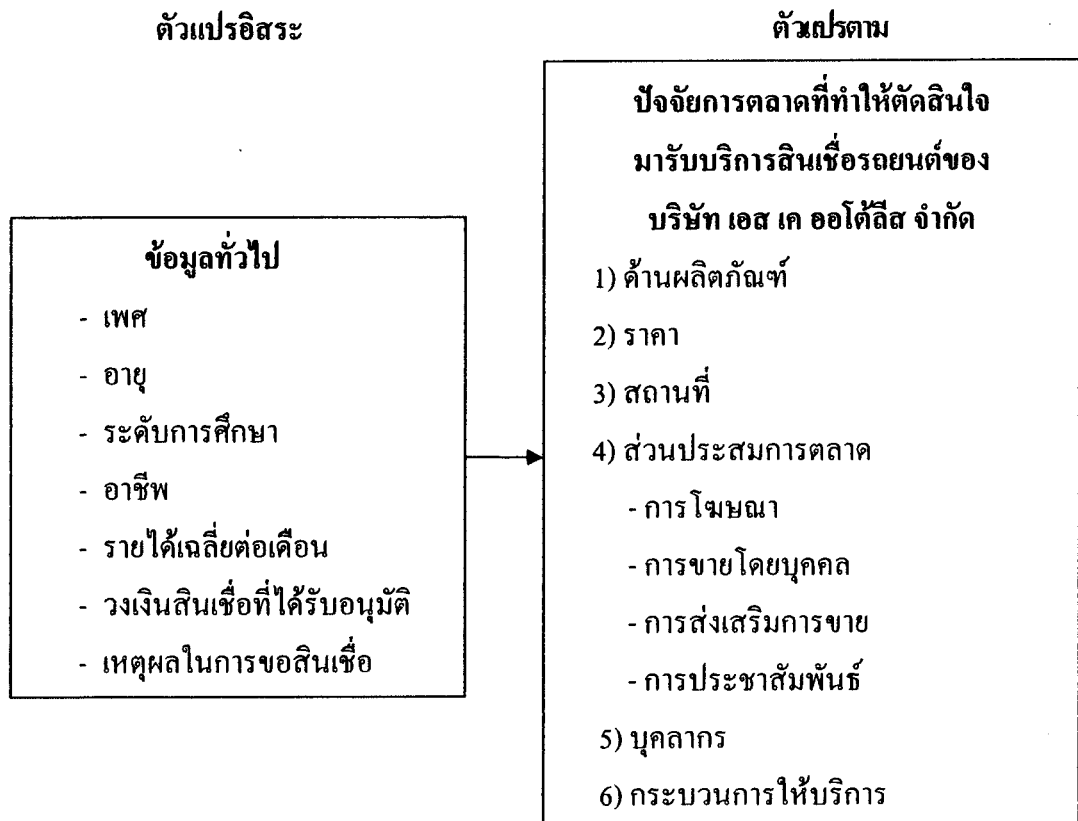 ตัวแปรอิสระ
ตัวแปรตาม
ข้อมูลทั่วไป
- เพศ
- อายุ
- ระดับการศึกษา
- อาชีพ
- รายได้เฉลี่ยต่อเดือน
- วงเงินสินเชื่อที่ได้รับอนุมัติ
- เหตุผลในการขอสินเชื่อ
ปัจจัยการตลาดที่ทำให้ตัดสินใจ
มารับบริการสินเชื่อรถยนต์ของ
บริษัท เอส เค ออโต้ลีส จำกัด
1) ด้านผลิตภัณฑ์
2) ราคา
3) สถานที่
4) ส่วนประสมการตลาด
- การโฆษณา
- การขายโดยบุคคล
- การส่งเสริมการขาย
- การประชาสัมพันธ์
5) บุคลากร
6) กระบวนการให้บริการ